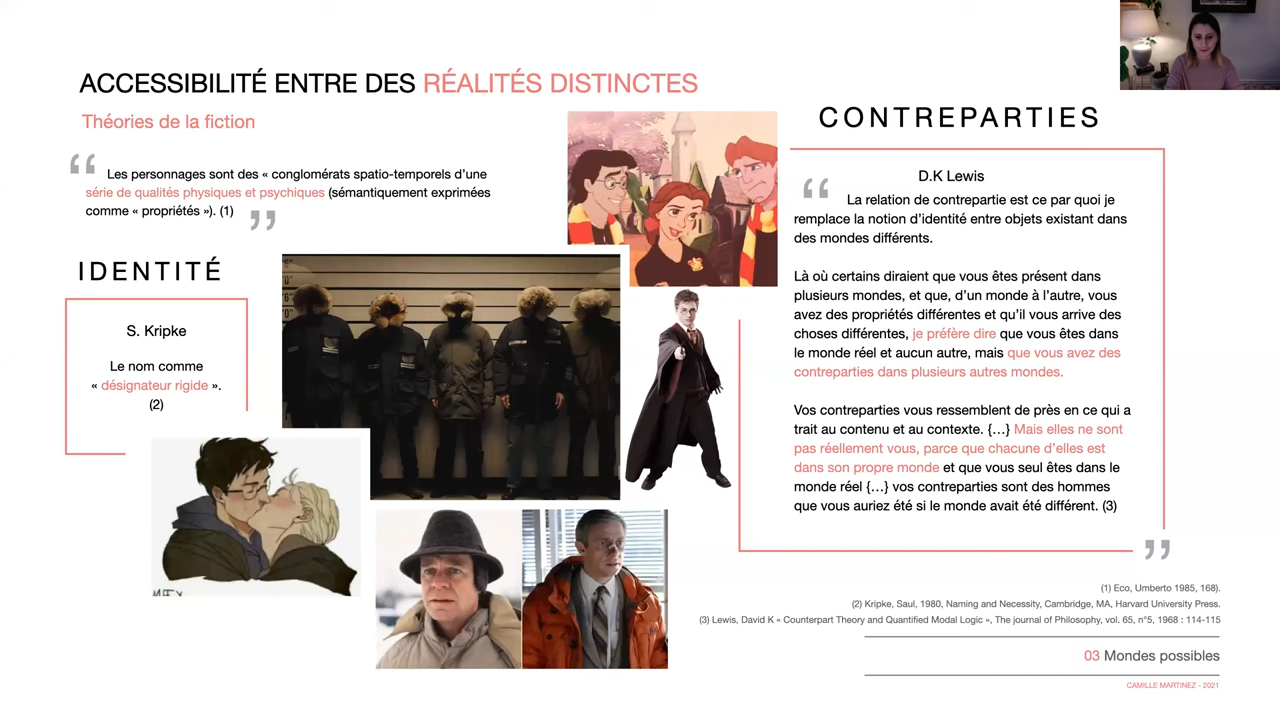 ACCESSIBILITÉ ENTRE DES RÉALITÉS DISTINCTES
Théories de la fiction
“ Les personnages sont des « conglomérats spatio-temporels d’une
série de qualités physiques et psychiques (sémantiquement exprimées
comme « propriétés »). (1) ”
IDENTITÉ
S. Kripke
Le nom comme
« désignateur rigide ».
(2)
CONTREPARTIES
D.K Lewis
“ La relation de contrepartie est ce par quoi je
remplace la notion d’identité entre objets existant dans
des mondes différents.
Là où certains diraient que vous êtes présent dans
plusieurs mondes, et que, d’un monde à l’autre, vous
avez des propriétés différentes et qu’il vous arrive des
choses différentes, je préfère dire que vous êtes dans
le monde réel et aucun autre, mais que vous avez des
contreparties dans plusieurs autres mondes.
Vos contreparties vous ressemblent de près en ce qui a
trait au contenu et au contexte. {…} Mais elles ne sont
pas réellement vous, parce que chacune d’elles est
dans son propre monde et que vous seul êtes dans le
monde réel {…} vos contreparties sont des hommes
que vous auriez été si le monde avait été différent. (3)
”
(1) Eco, Umberto 1985, 168).
(2) Kripke, Saul, 1980, Naming and Necessity, Cambridge, MA, Harvard University Press.
(3) Lewis, David K « Counterpart Theory and Quantified Modal Logic », The journal of Philosophy, vol. 65, n°5, 1968 : 114-115
03 Mondes possibles
CAMILLE MARTINEZ - 2021